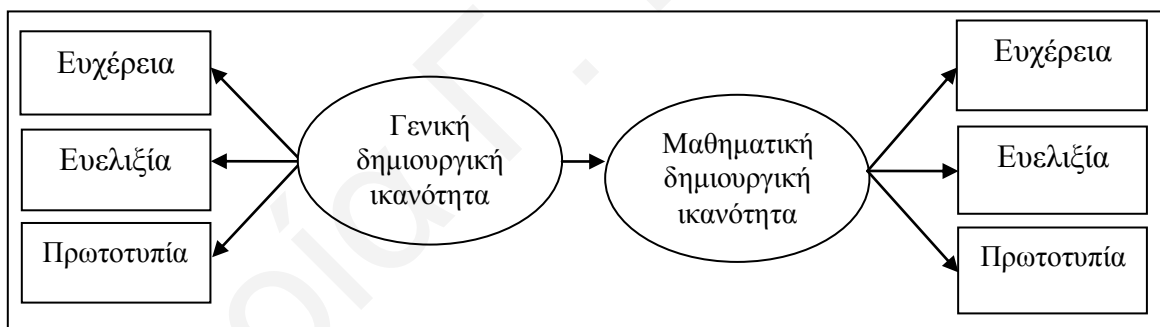 Ευχέρεια
Ευελιξία
Πρωτοτυπία
Γενική
δημιουργική
ικανότητα
Μαθηματική
δημιουργική
ικανότητα
Ευχέρεια
Ευελιξία
Πρωτοτυπία